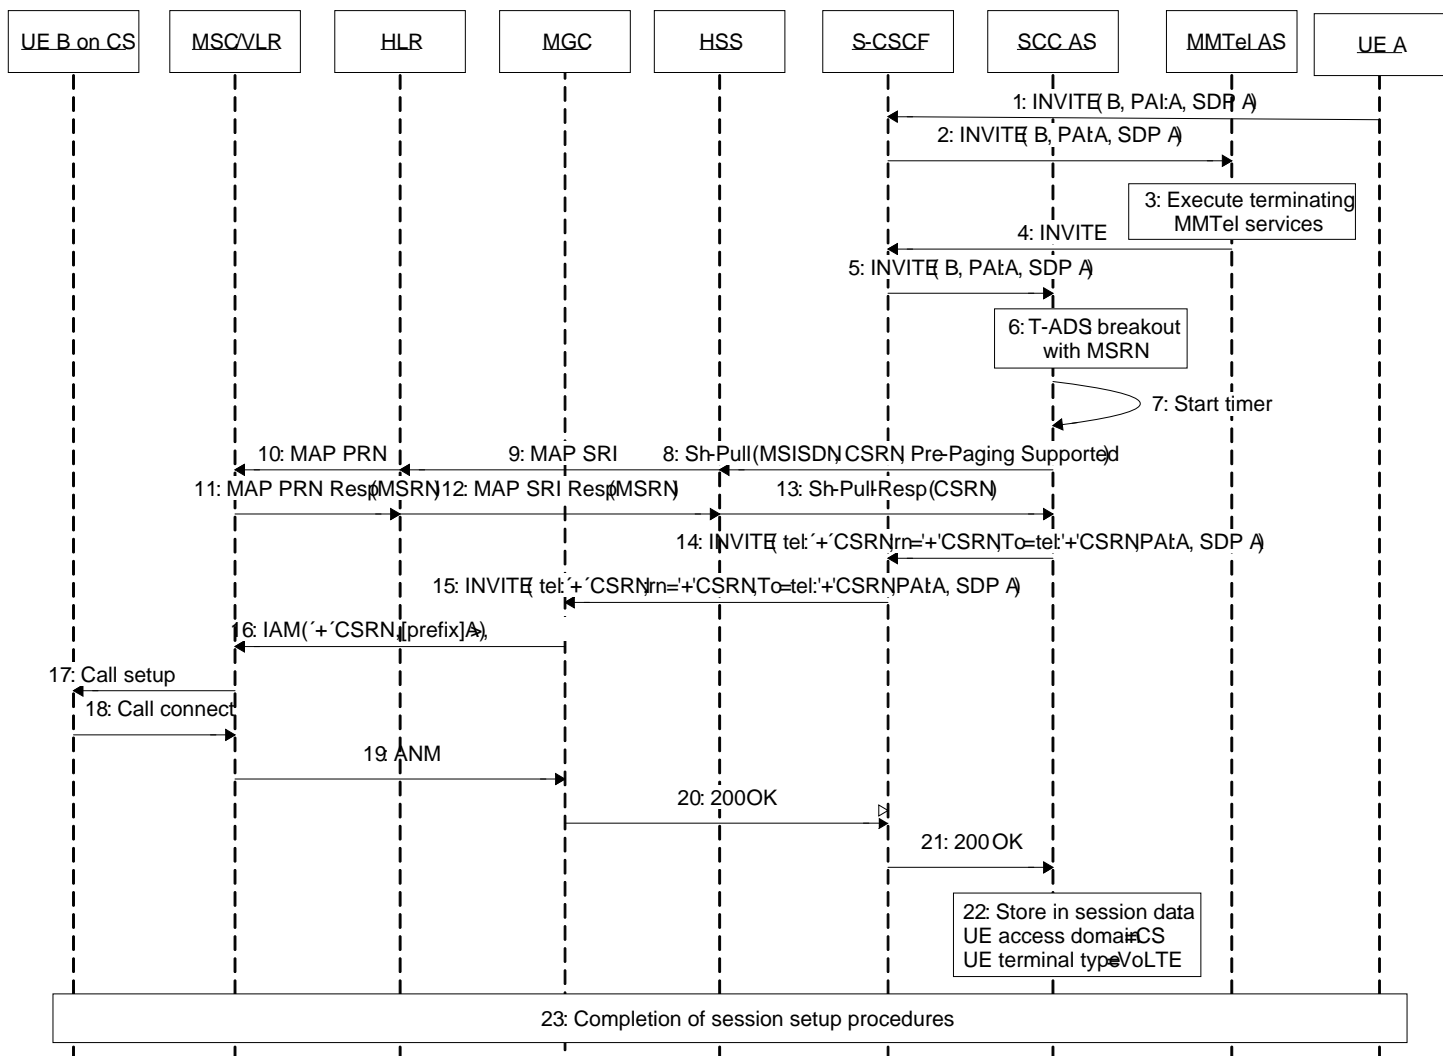 UE B on CS
MSC/VLR
HLR
MGC
HSS
S-CSCF
SCC AS
MMTel AS
UE A
1: INVITE( B, PAI:A, SDP A)
2: INVITE( B, PAI:A, SDP A)
3: Execute terminating
MMTel services
4: INVITE
5: INVITE( B, PAI:A, SDP A)
6: T-ADS breakout
with MSRN
7: Start timer
10: MAP PRN
9: MAP SRI
8: Sh-Pull(MSISDN, CSRN, Pre-Paging Supported)
11: MAP PRN Resp(MSRN)
12: MAP SRI Resp(MSRN)
13: Sh-Pull-Resp(CSRN)
14: INVITE( tel:´+´CSRN;rn='+'CSRN,To=tel:'+'CSRN,PAI:A, SDP A)
15: INVITE( tel:´+´CSRN;rn='+'CSRN,To=tel:'+'CSRN,PAI:A, SDP A)
16: IAM(´+´CSRN,[prefix]A),
17: Call setup
18: Call connect
19: ANM
20: 200 OK
21: 200 OK
22: Store in session data:
UE access domain=CS
UE terminal type=VoLTE
23: Completion of session setup procedures